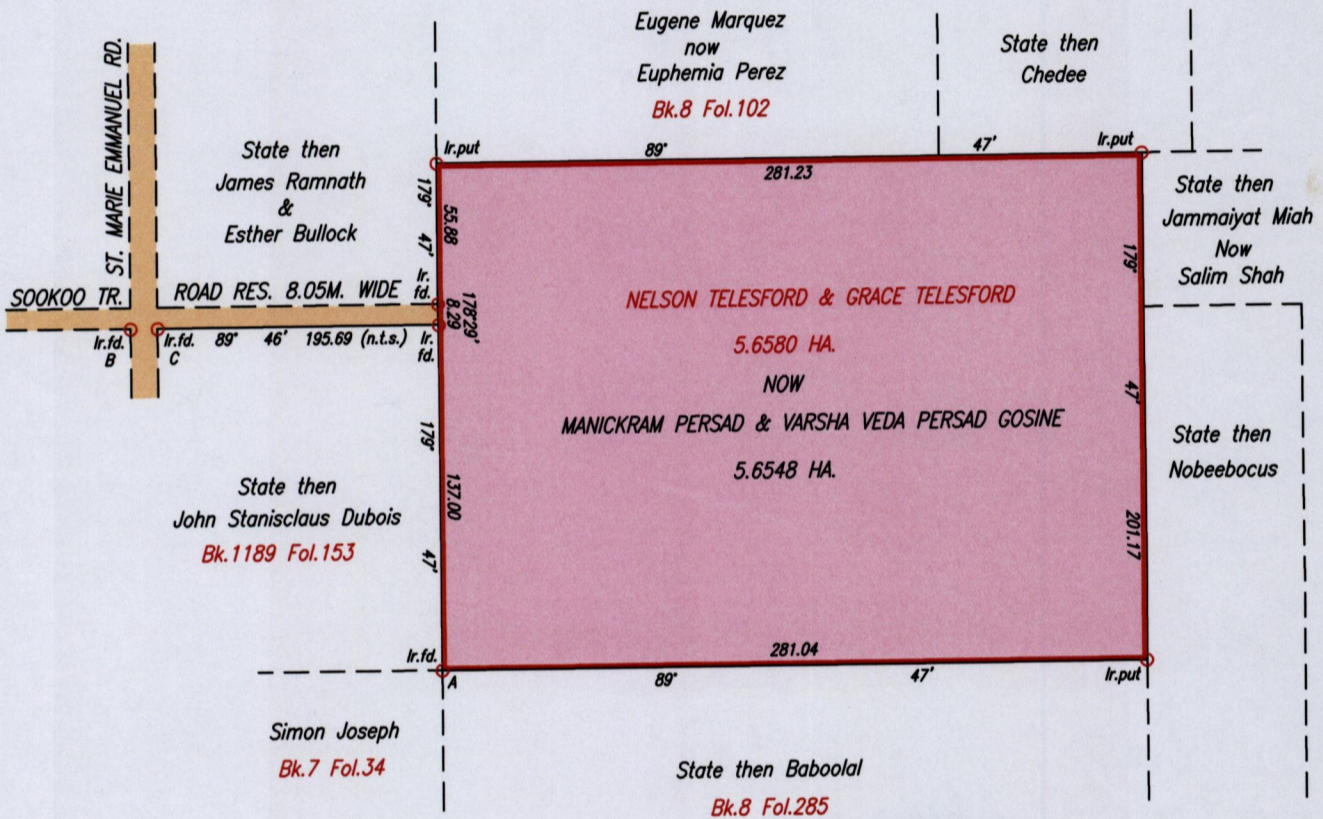 Eugene Marquez
now
Euphemia Perez
Bk.8 Fol.102
State then
Chedee
ST. MARIE EMMANUEL RD.
State then
James Ramnath
&
Esther Bullock
Ir.put
89°
47'
Ir.put
281.23
State then
Jammaiyat Miah
Now
Salim Shah
179°
55.88
47'
179°
SOOKOO TR.
ROAD RES. 8.05M. WIDE
Ir.
fd.
8.29
178°29'
NELSON TELESFORD & GRACE TELESFORD
5.6580 HA.
NOW
MANICKRAM PERSAD & VARSHA VEDA PERSAD GOSINE
5.6548 HA.
Ir.fd.
B
Ir.fd.
C
89°
46'
195.69 (n.t.s.)
Ir.
fd.
47'
State then
Nobeebocus
179°
137.00
47'
201.17
State then
John Stanisclaus Dubois
Bk.1189 Fol.153
Ir.fd.
A
281.04
89°
47'
Ir.put
Simon Joseph
Bk.7 Fol.34
State then Baboolal
Bk.8 Fol.285